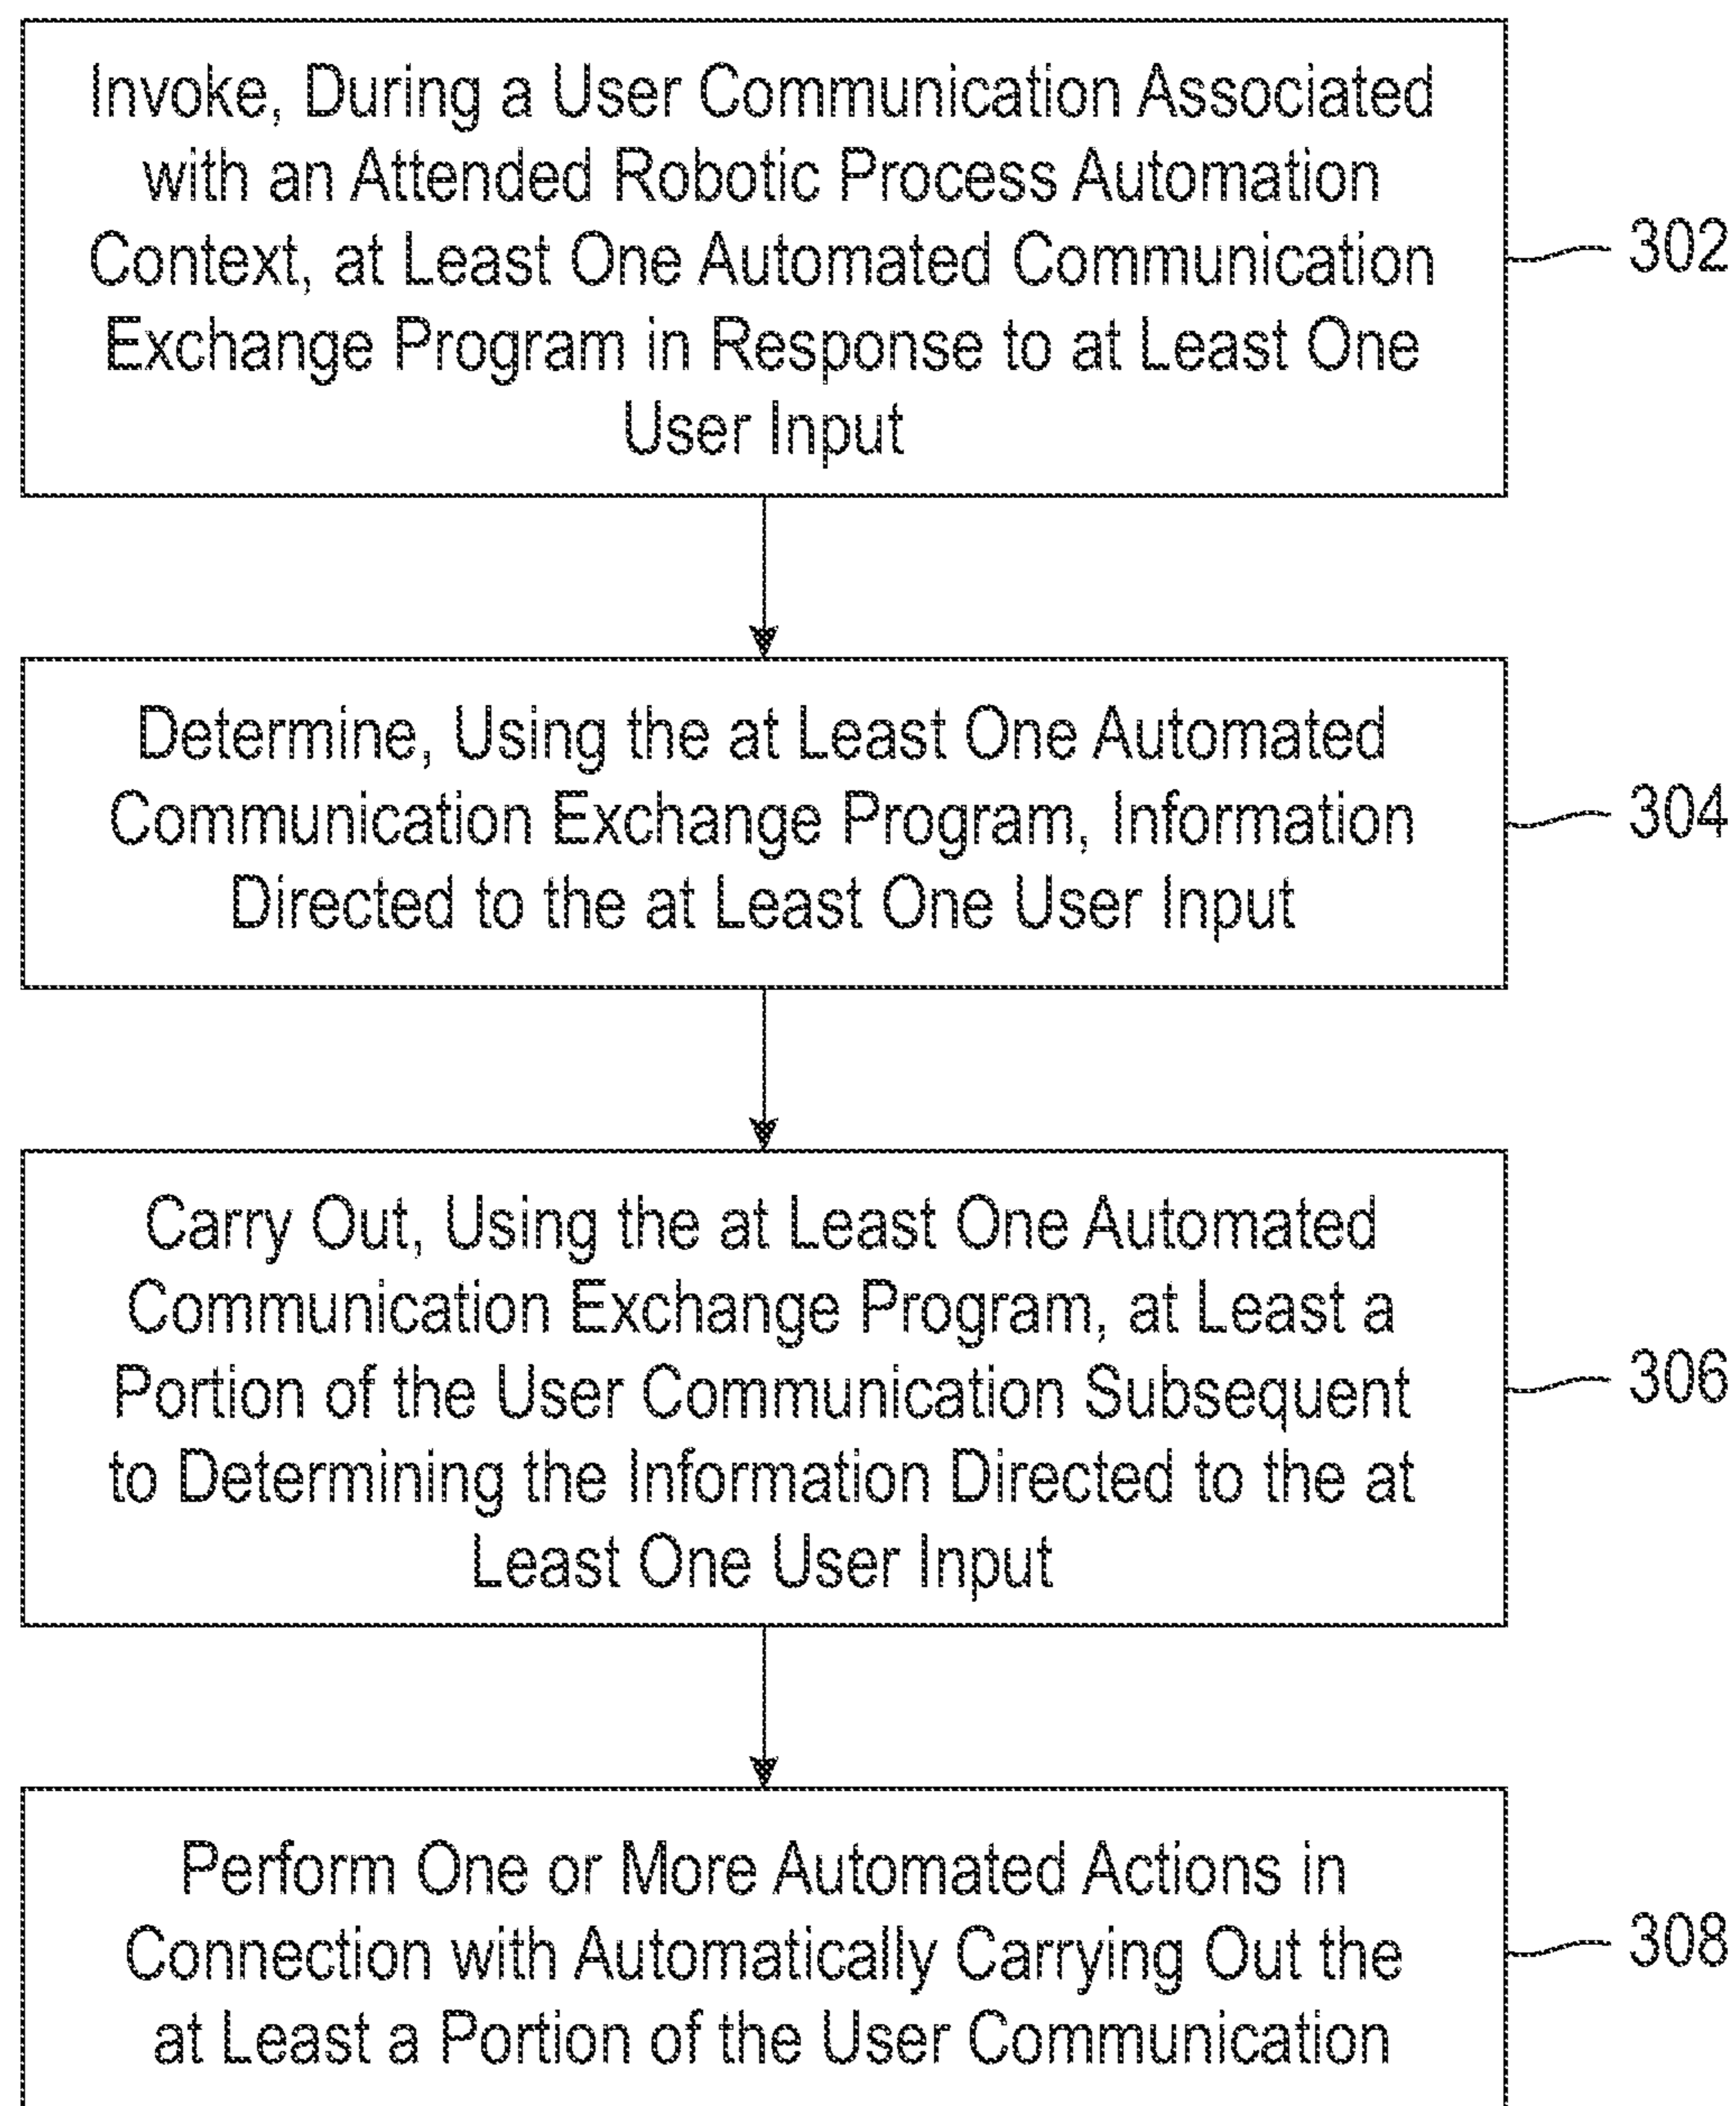 Invoke, During a User Communication Associated
with an Attended Robotic Process Automation
Context, at Least One Automated Communication
Exchange Program in Response to at Least One
User Input
302
Determine, Using the at Least One Automated
Communication Exchange Program, Information
Directed to the at Least One User Input
304
Carry Out, Using the at Least One Automated
Communication Exchange Program, at Least a
Portion of the User Communication Subsequent
to Determining the Information Directed to the at
Least One User Input
306
Perform One or More Automated Actions in
Connection with Automatically Carrying Out the
at Least a Portion of the User Communication
308